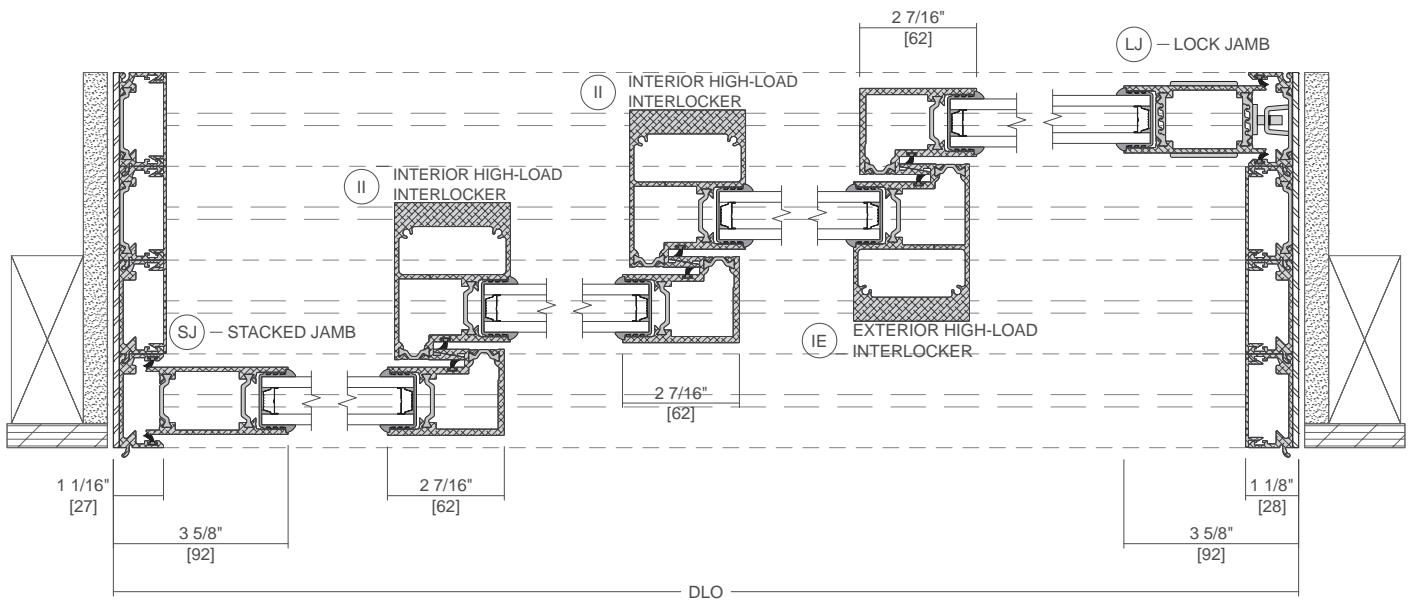 2 7/16"
[62]
LJ
LOCK JAMB
II
INTERIOR HIGH-LOAD
INTERLOCKER
II
INTERIOR HIGH-LOAD
INTERLOCKER
SJ
STACKED JAMB
IE
EXTERIOR HIGH-LOAD
INTERLOCKER
2 7/16"
[62]
1 1/16"
[27]
2 7/16"
[62]
1 1/8"
[28]
3 5/8"
[92]
3 5/8"
[92]
DLO